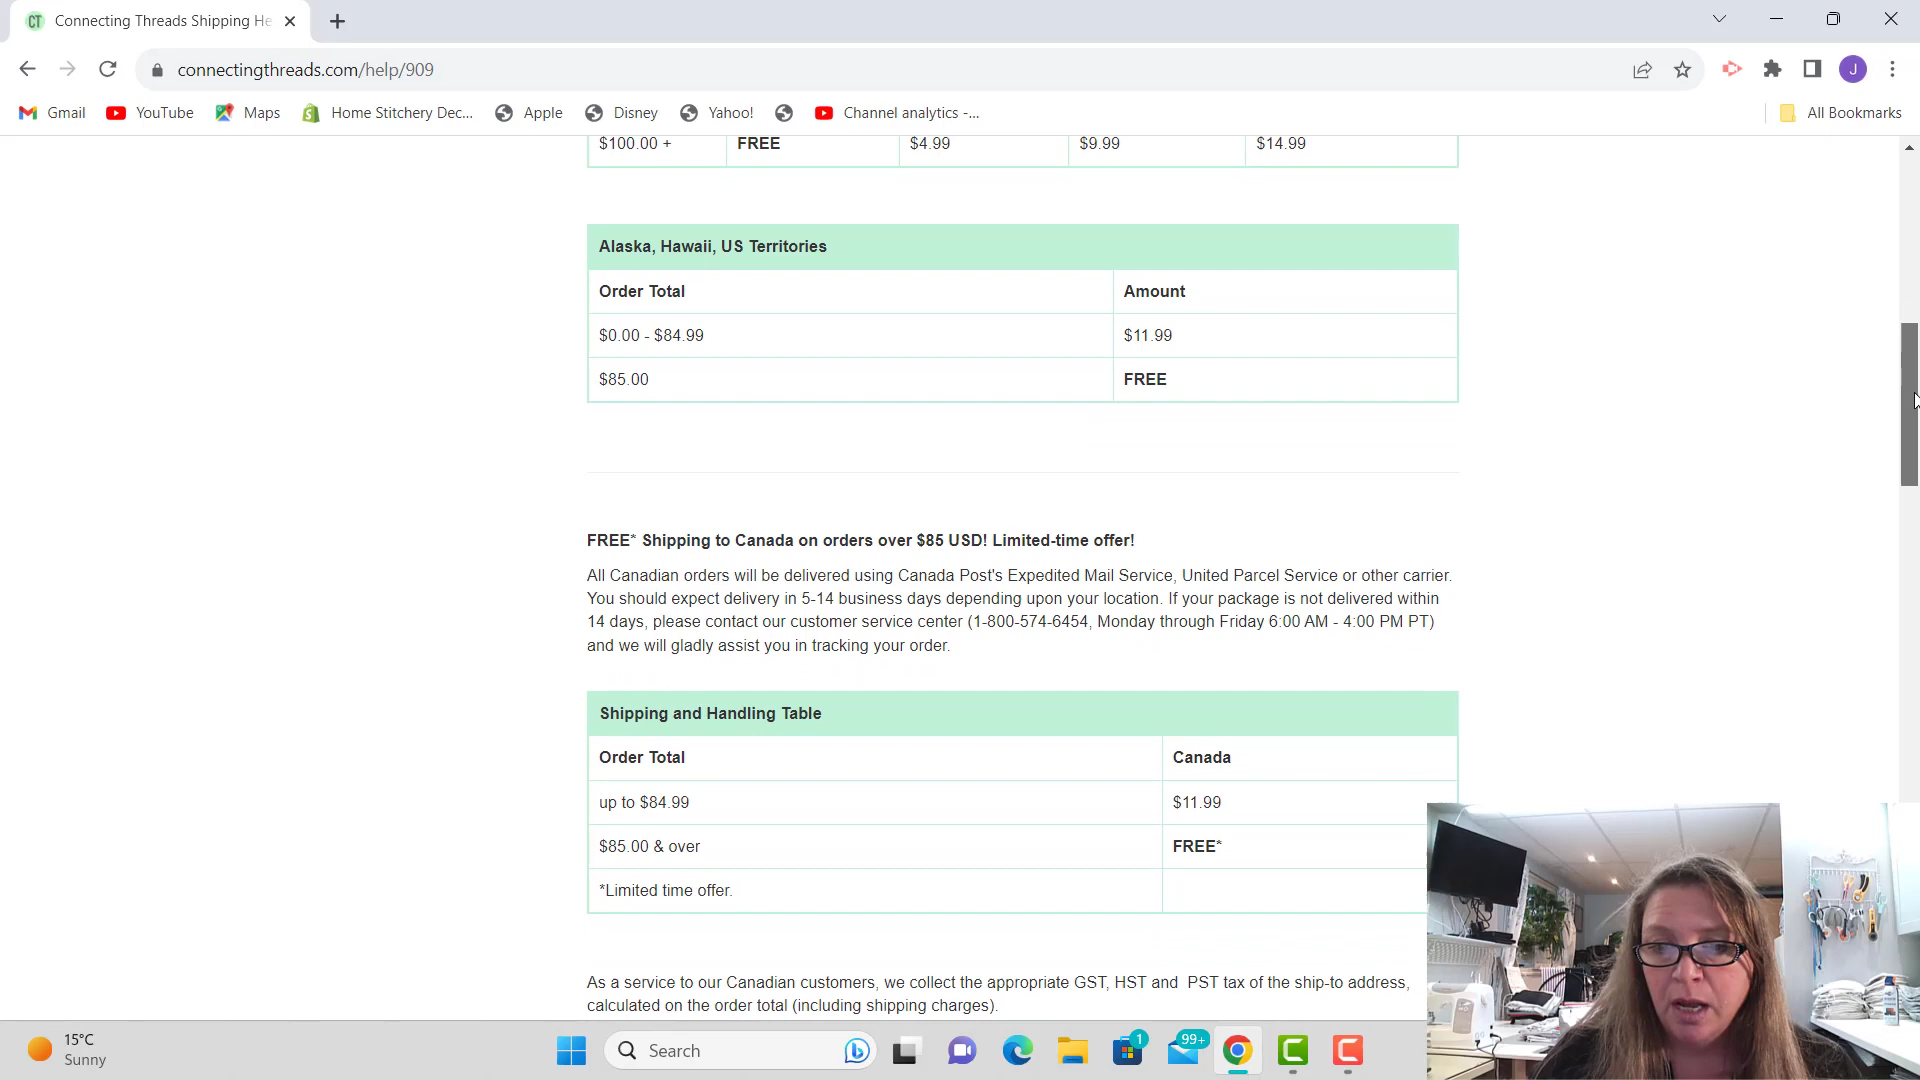 Connecting Threads Shipping He
connectingthreads.com/help/909
J
Gmail YouTube Maps Home Stitchery Dec... Apple Disney Yahoo! Channel analytics -... All Bookmarks
$100.00 + FREE $4.99 $9.99 $14.99
Alaska, Hawaii, US Territories
Order Total Amount
$0.00 - $84.99 $11.99
$85.00 FREE
FREE* Shipping to Canada on orders over $85 USD! Limited-time offer!
All Canadian orders will be delivered using Canada Post's Expedited Mail Service, United Parcel Service or other carrier.
You should expect delivery in 5-14 business days depending upon your location. If your package is not delivered within
14 days, please contact our customer service center (1-800-574-6454, Monday through Friday 6:00 AM - 4:00 PM PT)
and we will gladly assist you in tracking your order.
Shipping and Handling Table
Order Total Canada
up to $84.99 $11.99
$85.00 & over FREE*
*Limited time offer.
As a service to our Canadian customers, we collect the appropriate GST, HST and PST tax of the ship-to address,
calculated on the order total (including shipping charges).
15°C
Sunny
Search
1
99+